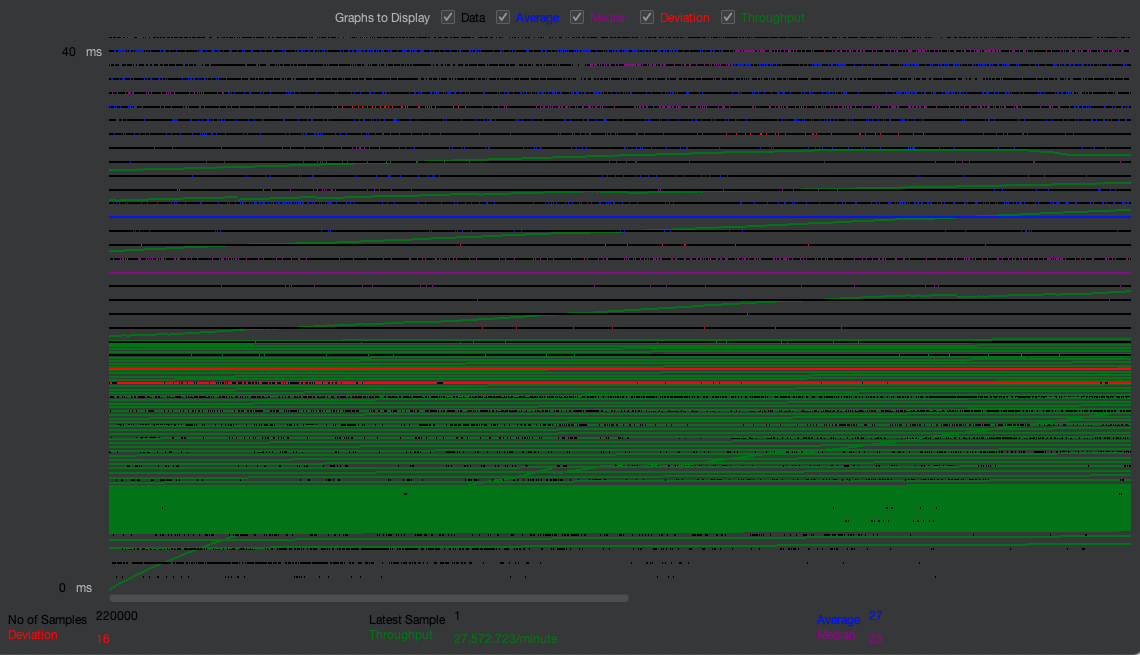 Graphs to Display Data Average Median Deviation Throughput
40 ms
0 ms
No of Samples 220000 Latest Sample 1 Average 27
Deviation 16 Throughput 27,572.723/minute Median 23